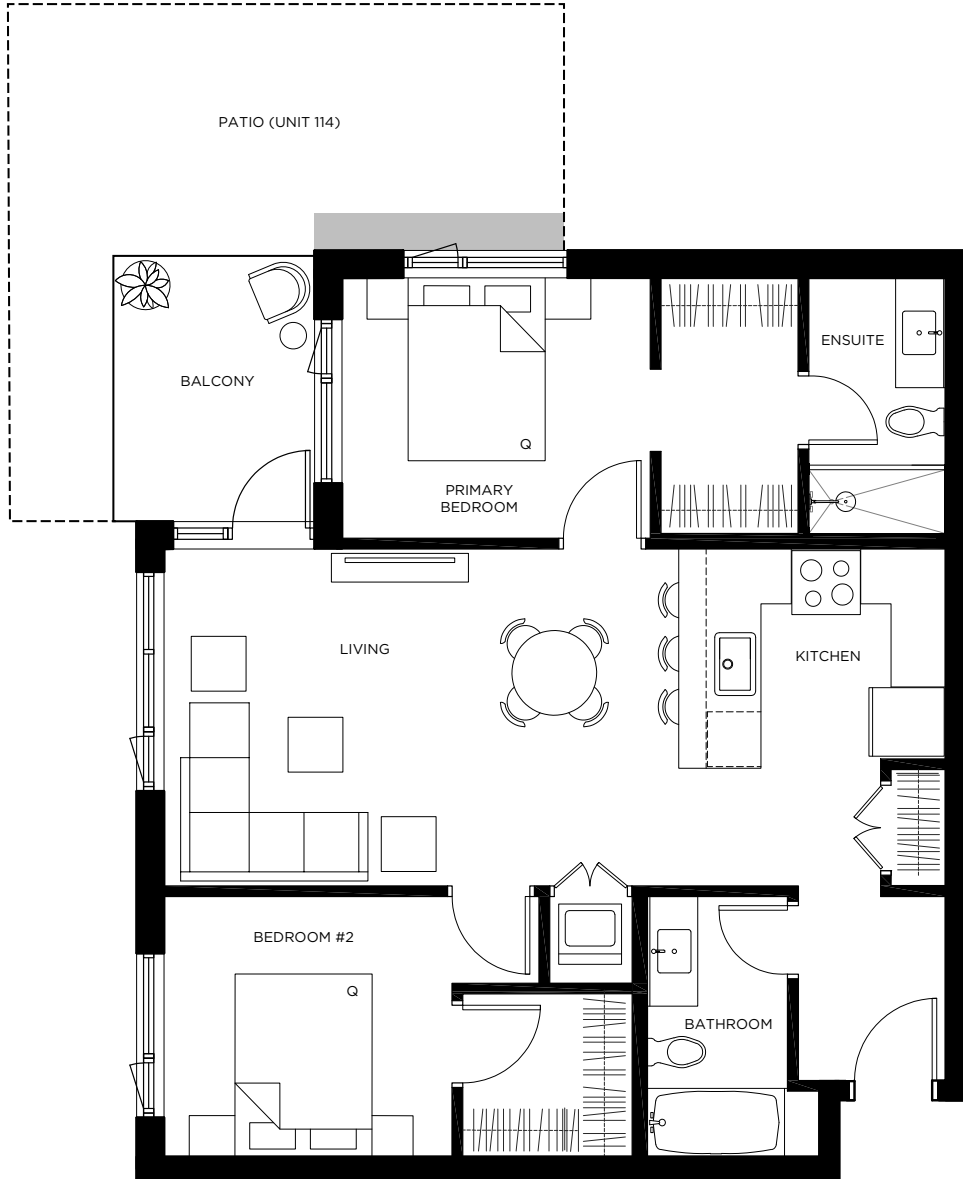 PATIO (UNIT 114)
ENSUITE
BALCONY
Q
PRIMARY
BEDROOM
LIVING
KITCHEN
BEDROOM #2
Q
BATHROOM